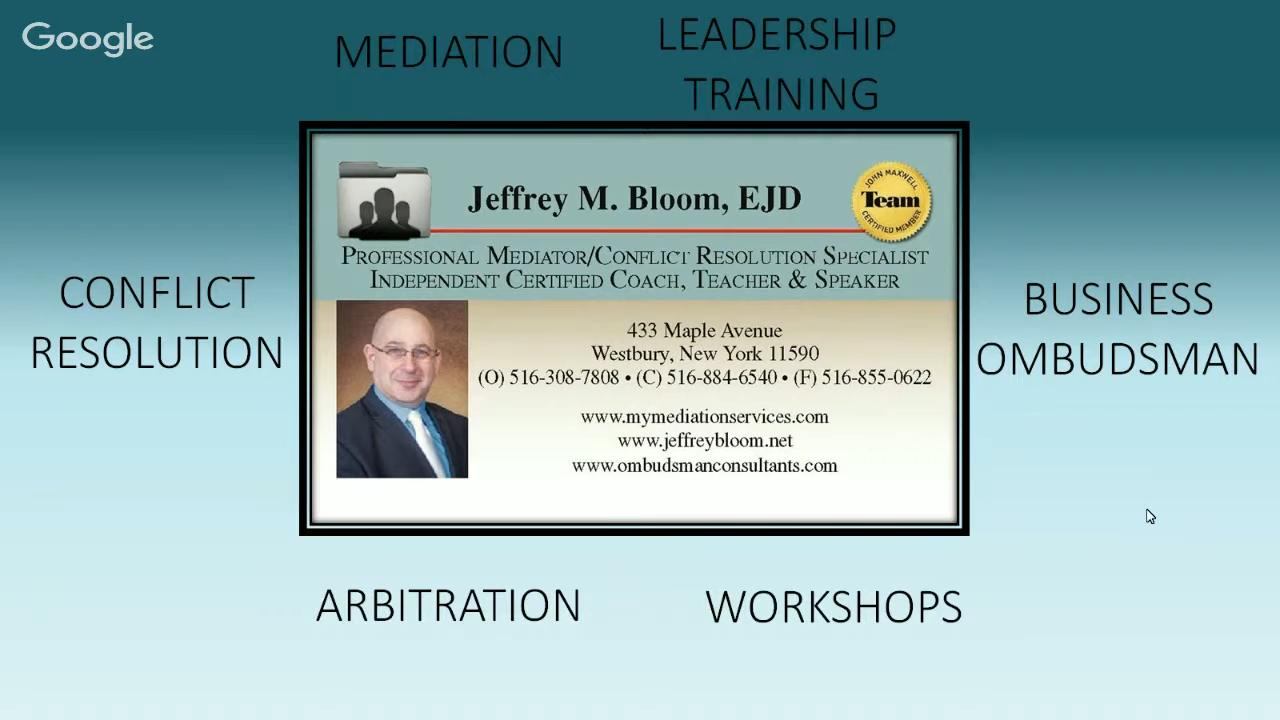 Google
MEDIATION
LEADERSHIP
TRAINING
Jeffrey M. Bloom, EJD
JOHN MAXWELL
Team
CERTIFIED MEMBER
PROFESSIONAL MEDIATOR/CONFLICT RESOLUTION SPECIALIST
INDEPENDENT CERTIFIED COACH, TEACHER & SPEAKER
CONFLICT
RESOLUTION
433 Maple Avenue
Westbury, New York 11590
(O) 516-308-7808 • (C) 516-884-6540 • (F) 516-855-0622
www.mymediationservices.com
www.jeffreybloom.net
www.ombudsmanconsultants.com
BUSINESS
OMBUDSMAN
ARBITRATION
WORKSHOPS